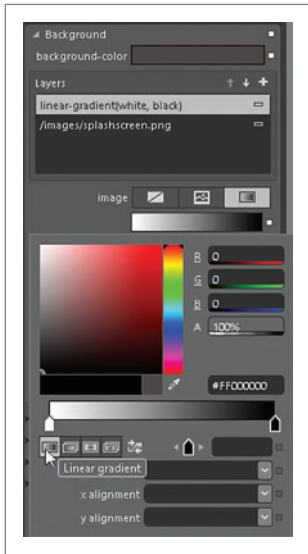 Background
background-color
Layers
linear-gradient(white, black)
/images/splashscreen.png
image
R 0
G 0
B 0
A 100%
#FF000000
Linear gradient
x alignment
y alignment